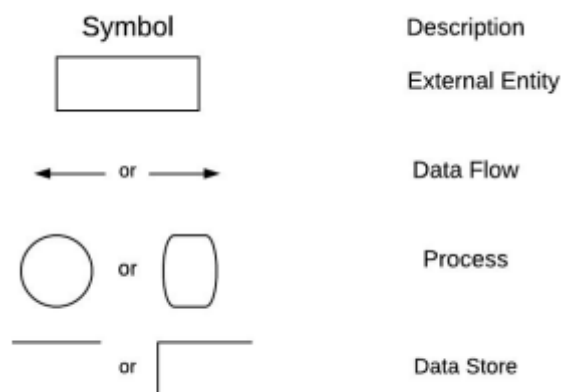 Symbol Description
External Entity
or Data Flow
or Process
or Data Store